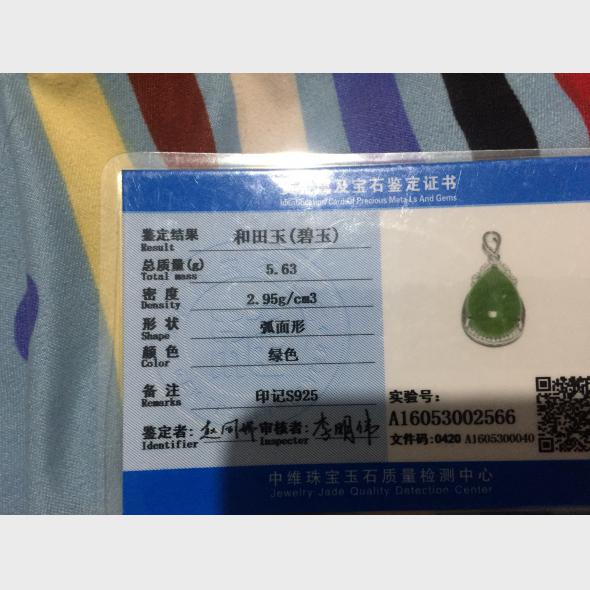 及宝石鉴定证书
Identification Card Of Precious Metals And Gems
鉴定结果 和田玉(碧玉)
Result
总质量(g) 5.63
Total mass
密度 2.95g/cm3
Density
形状 弧面形
Shape
颜色 绿色
Color
备注 印记S925
Remarks
实验号:
A16053002566
鉴定者: 审核者: 李明伟
Identifier Inspector
文件码:0420 A1605300040
中维珠宝玉石质量检测中心
Jewelry Jade Quality Detection Center